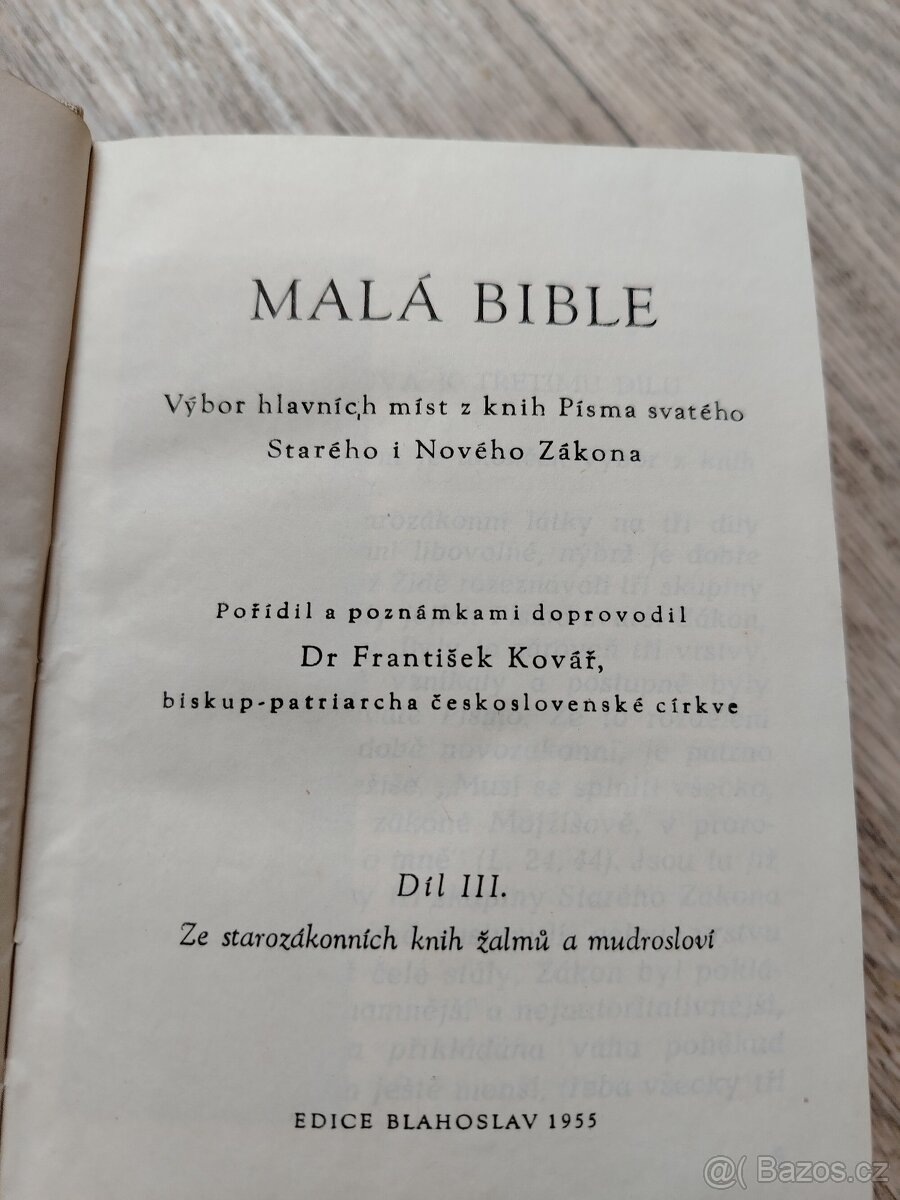 MALÁ BIBLE
Výbor hlavních míst z knih Písma svatého
Starého i Nového Zákona
Pořídil a poznámkami doprovodil
Dr František Kovář,
biskup-patriarcha československé církve
Díl III.
Ze starozákonních knih žalmů a mudrosloví
EDICE BLAHOSLAV 1955
@ Bazos.cz